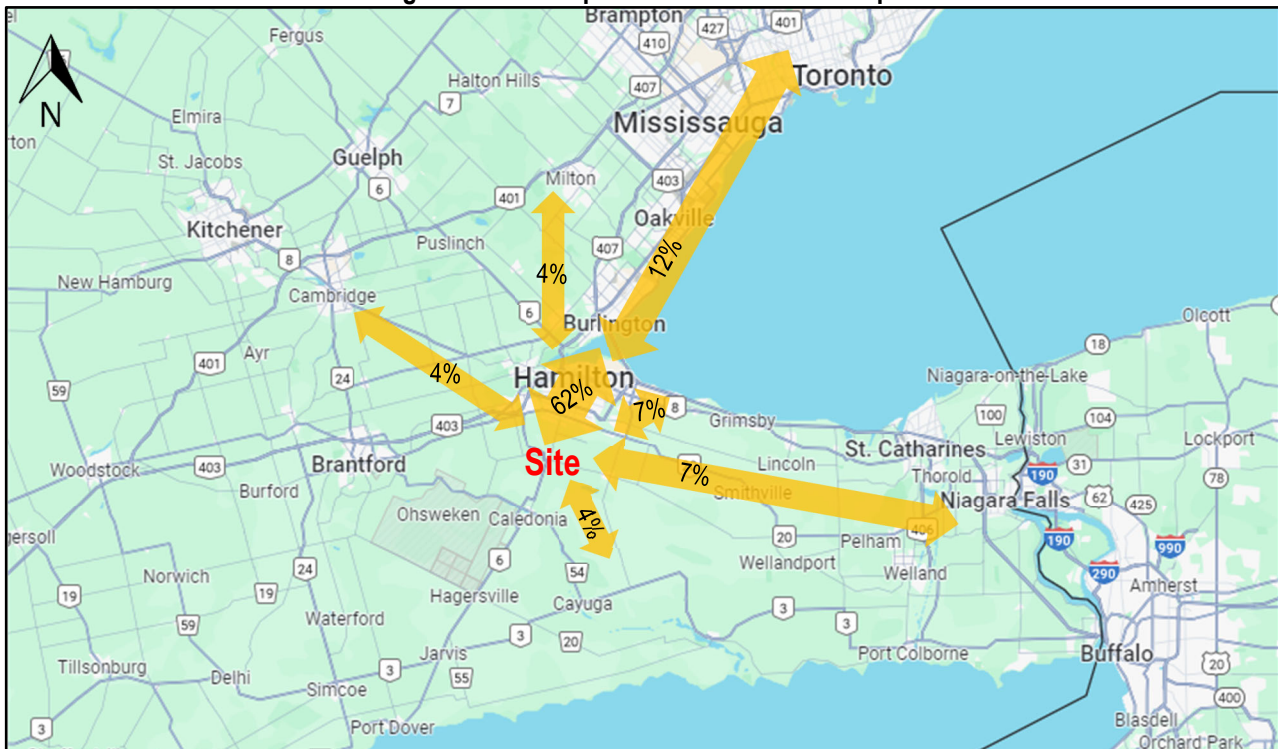 Brampton
427
401
410
Fergus
Toronto
Halton Hills
407
7
N
Mississauga
Elmira
ton
St. Jacobs
Guelph
6
Milton
403
401
Oakville
Kitchener
Puslinch
407
12%
8
4%
New Hamburg
Cambridge
6
Burlington
Olcott
18
Ayr
401
Hamilton
Niagara-on-the-Lake
24
4%
59
62%
7%
8
100
104
403
Grimsby
St. Catharines
Lewiston
Lockport
Woodstock
403
Brantford
Site
Lincoln
31
190
7%
Thorold
78
Burford
Smithville
Niagara Falls
62
425
Ohsweken
Caledonia
4%
406
20
Pelham
190
990
gersoll
6
Wellandport
Welland
290
Norwich
24
54
Amherst
19
19
Hagersville
Cayuga
3
59
Waterford
3
3
20
Port Colborne
Buffalo
Tillsonburg
Jarvis
20
Delhi
3
55
Simcoe
400
3
Port Dover
Blasdell
Orchard Park